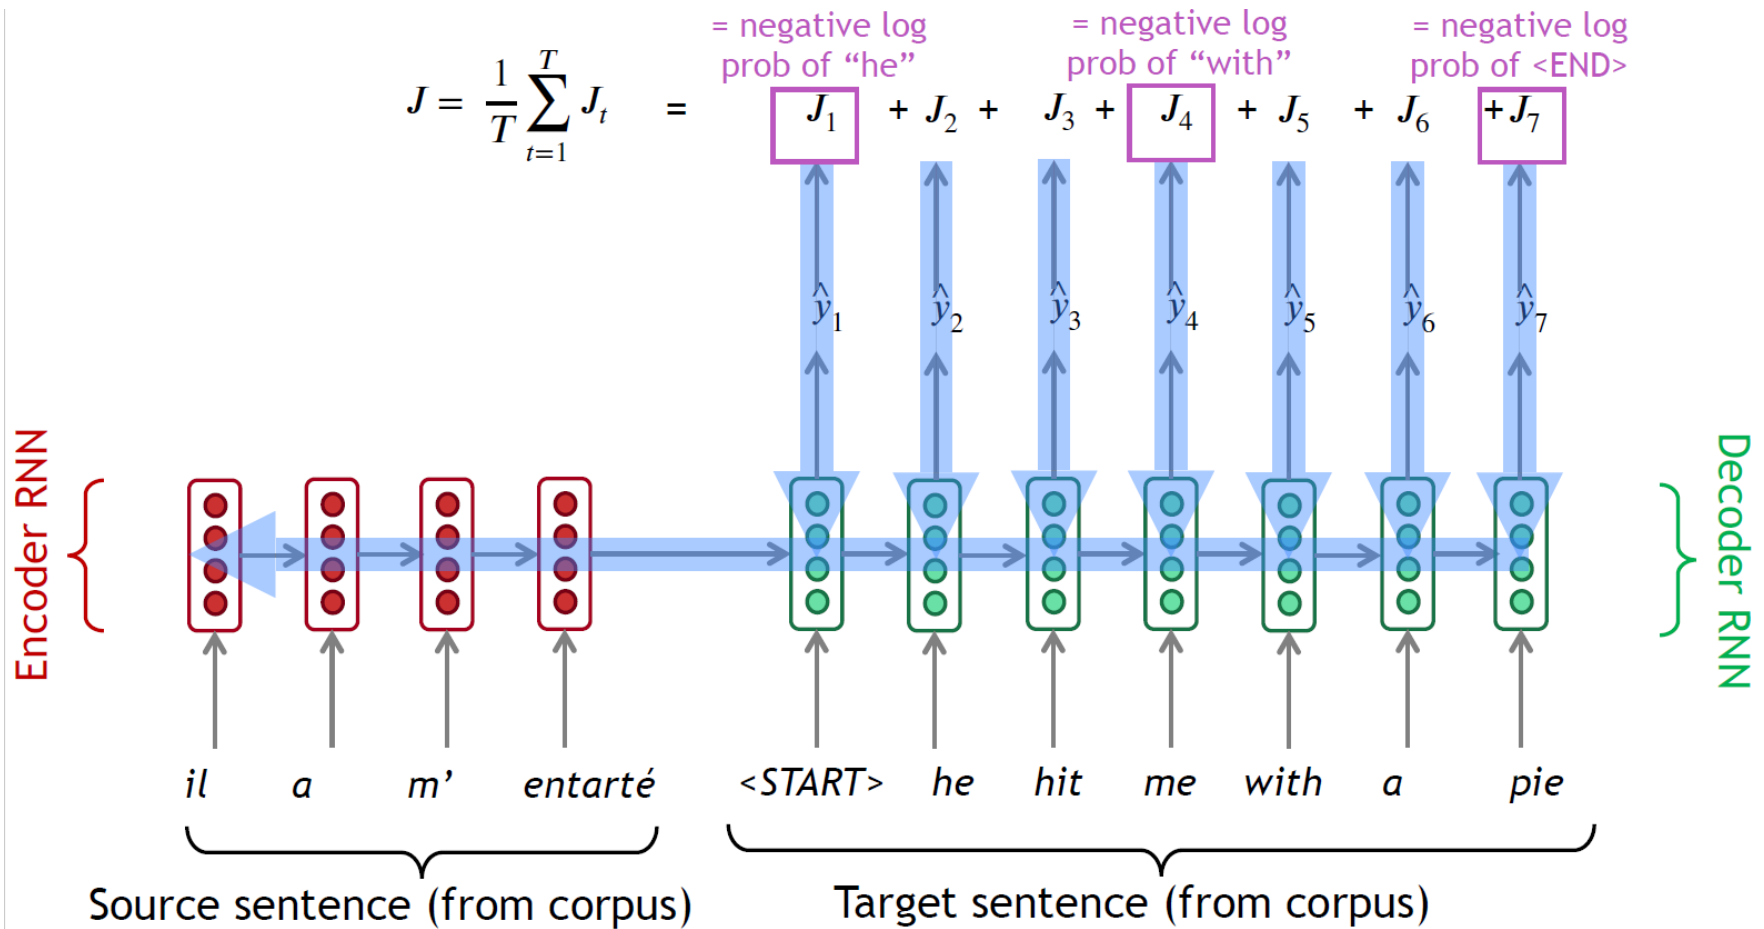 = negative log
prob of “he”
= negative log
prob of “with”
= negative log
prob of <END>
J = 1/T ∑_{t=1}^{T} J_t = J_1 + J_2 + J_3 + J_4 + J_5 + J_6 + J_7
ŷ_1 ŷ_2 ŷ_3 ŷ_4 ŷ_5 ŷ_6 ŷ_7
Encoder RNN
Decoder RNN
il a m’ entarté <START> he hit me with a pie
Source sentence (from corpus)
Target sentence (from corpus)